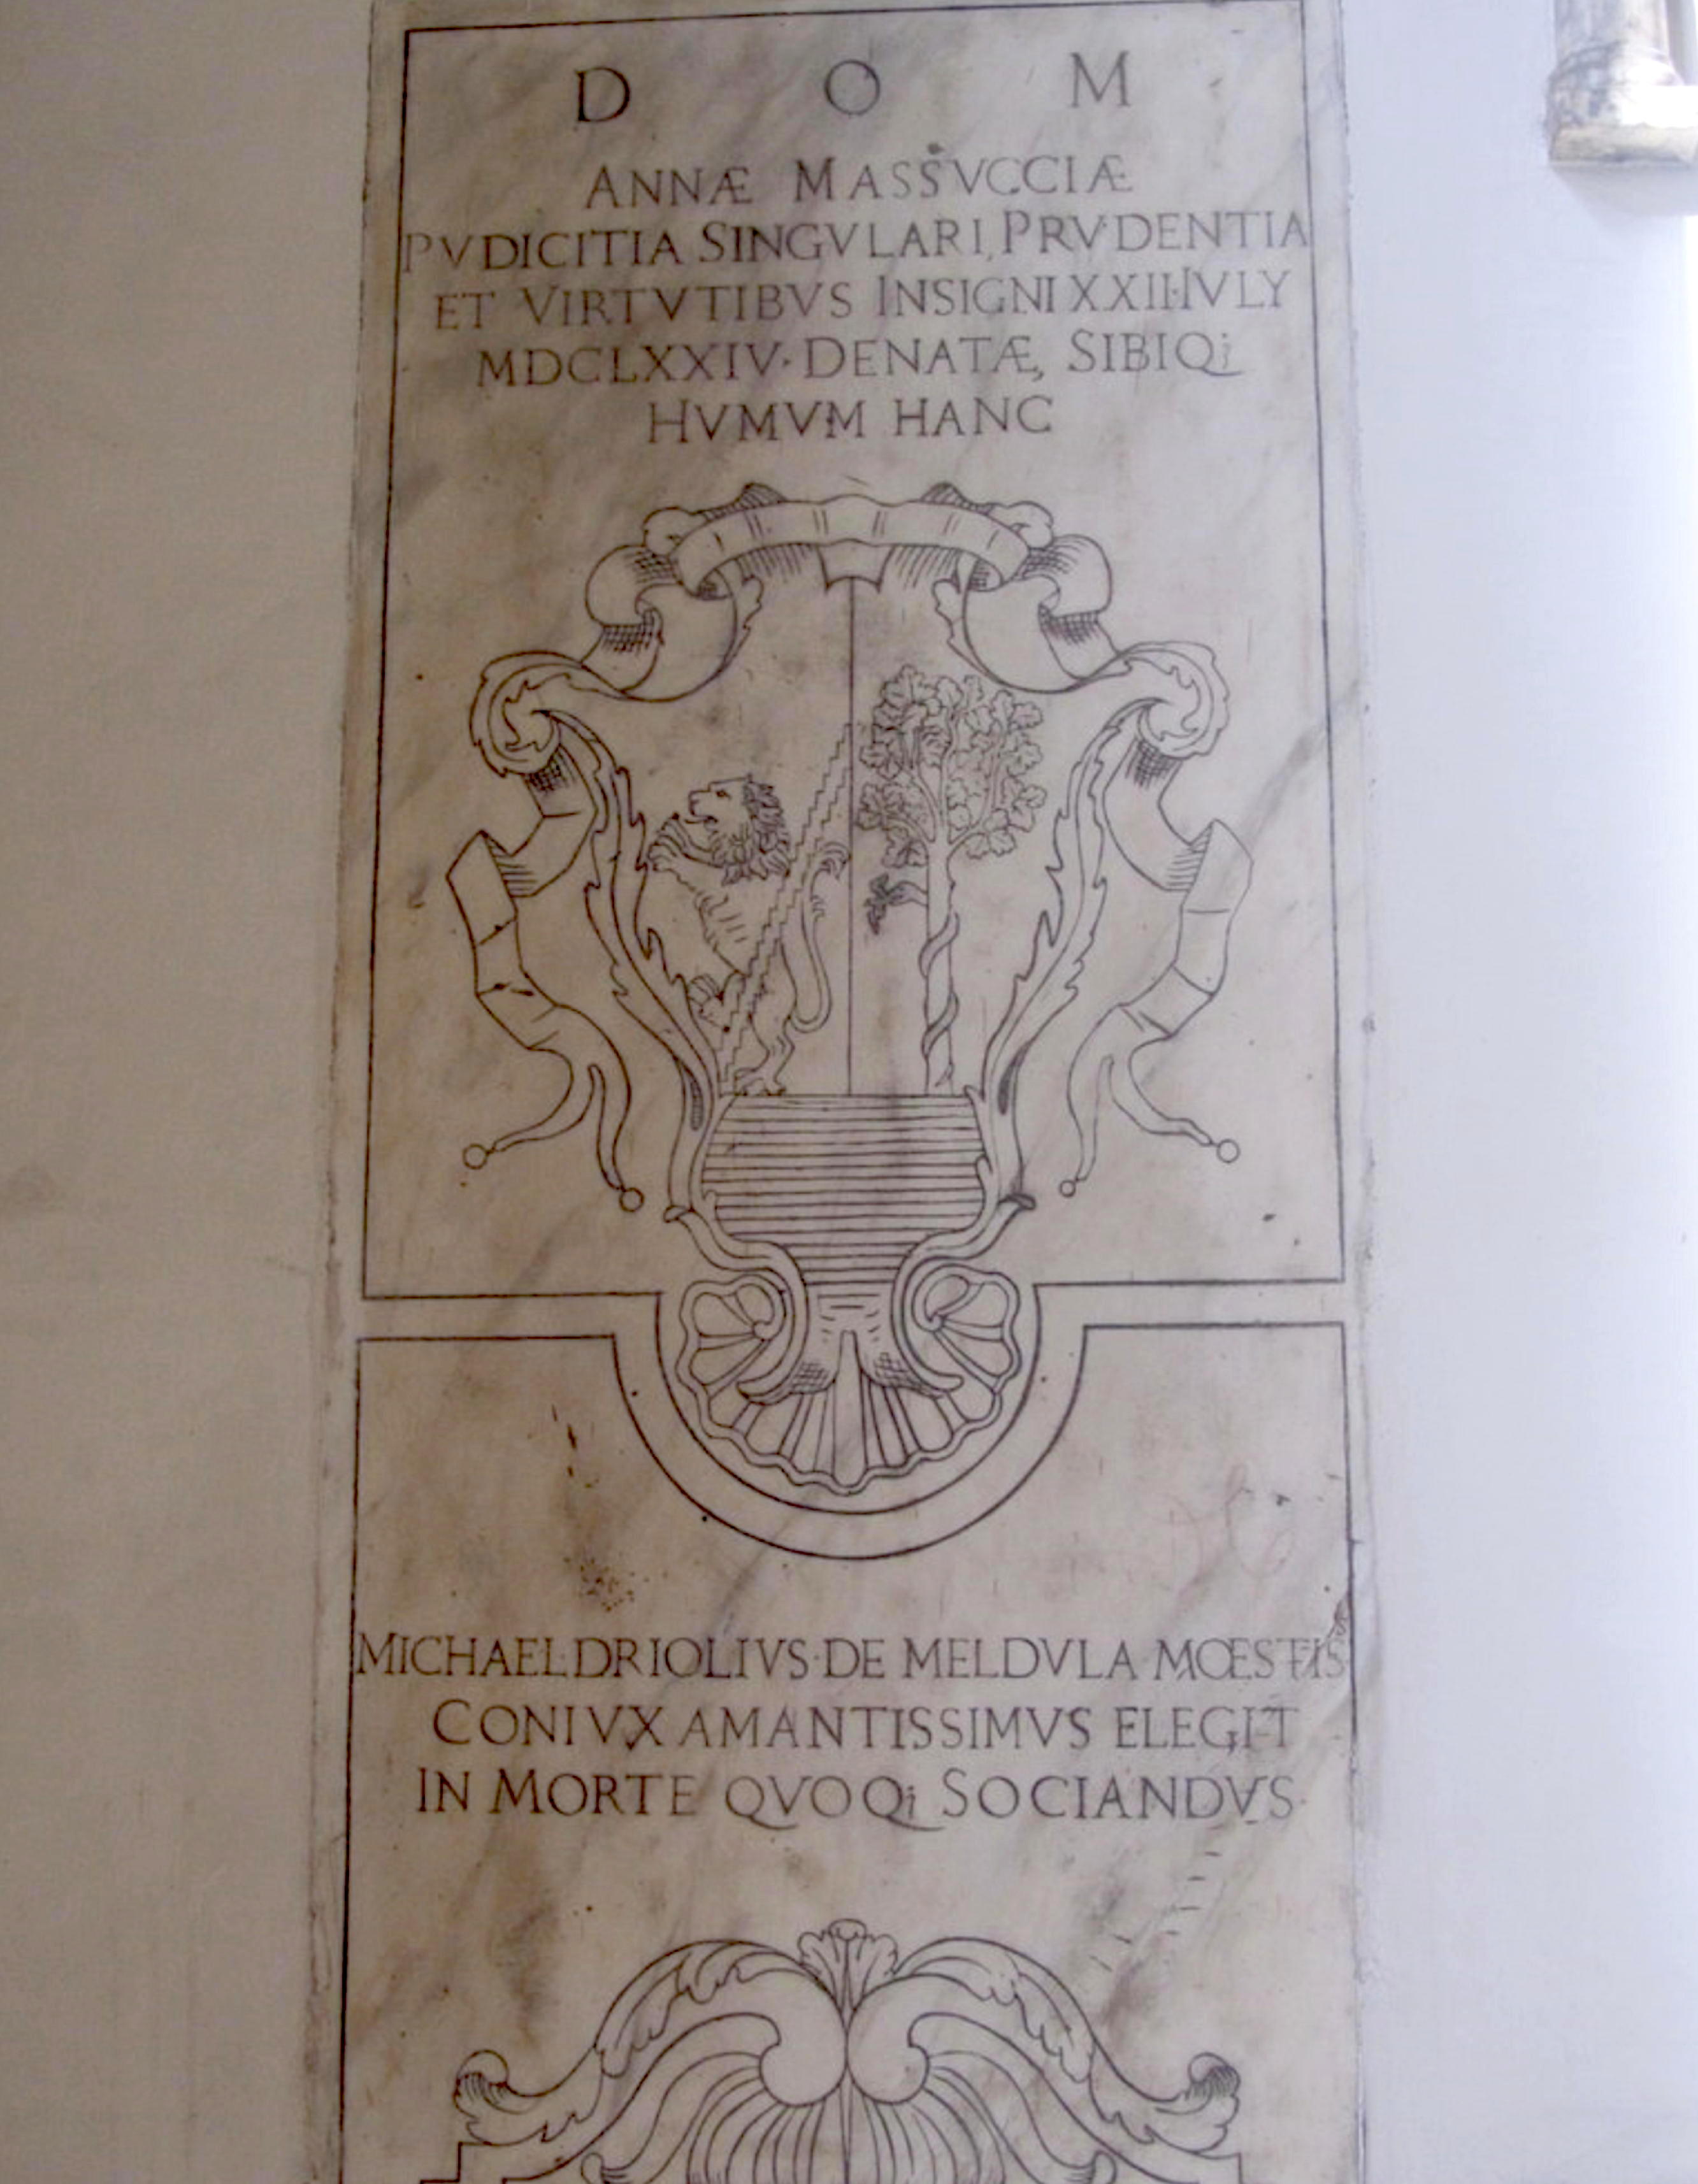 D O M
ANNÆ MASSVCCIÆ
PVDICITIA SINGVLARI, PRVDENTIA
ET VIRTVTIBVS INSIGNI XXII·IVLY
MDCLXXIV· DENATÆ, SIBIQ;
HVMVM HANC
MICHAEL·DRIOLIVS·DE MELDVLA MŒSTIS
CONIVX AMANTISSIMVS ELEGIT
IN MORTE QVOQ; SOCIANDVS·